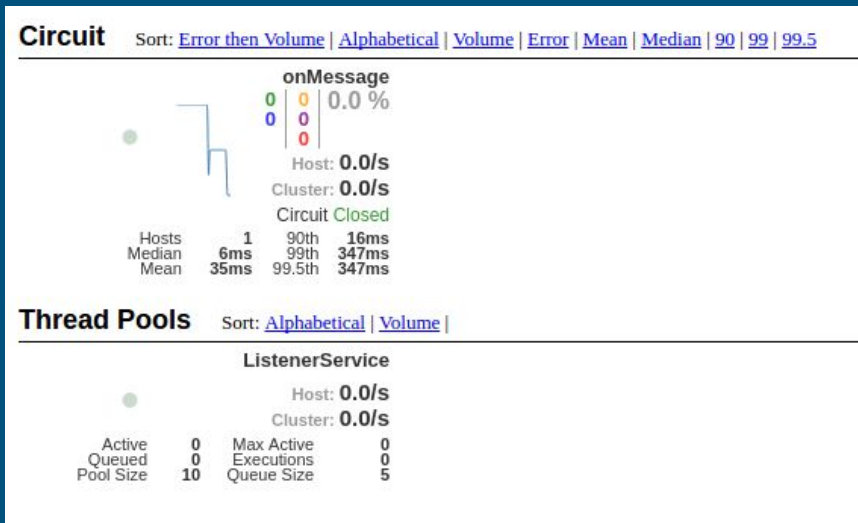 Circuit Sort: Error then Volume | Alphabetical | Volume | Error | Mean | Median | 90 | 99 | 99.5
onMessage
0 | 0 | 0.0 %
0 | 0 |
0
Host: 0.0/s
Cluster: 0.0/s
Circuit Closed
Hosts 1 90th 16ms
Median 6ms 99th 347ms
Mean 35ms 99.5th 347ms
Thread Pools Sort: Alphabetical | Volume |
ListenerService
Host: 0.0/s
Cluster: 0.0/s
Active 0 Max Active 0
Queued 0 Executions 0
Pool Size 10 Queue Size 5